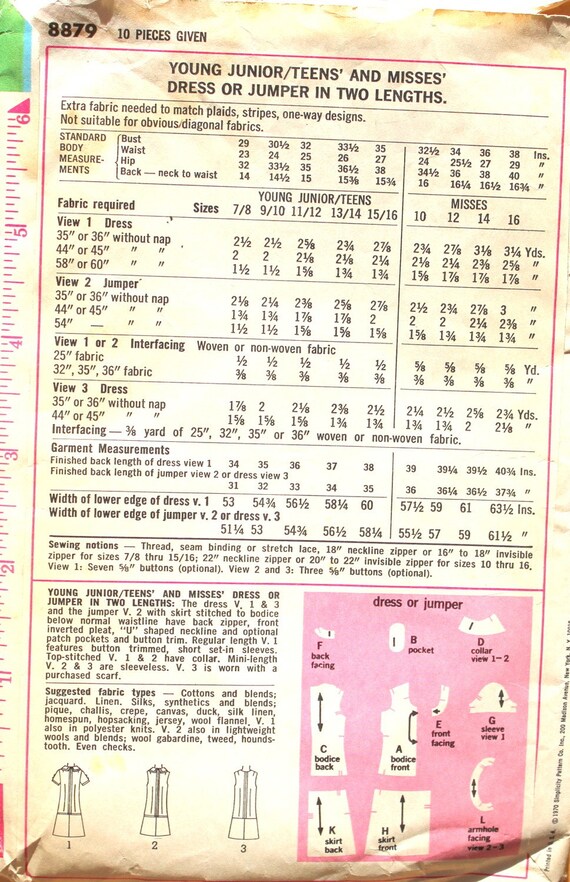 8879 10 PIECES GIVEN
YOUNG JUNIOR/TEENS' AND MISSES'
DRESS OR JUMPER IN TWO LENGTHS.
Extra fabric needed to match plaids, stripes, one-way designs.
Not suitable for obvious/diagonal fabrics.
STANDARD BODY MEASUREMENTS
Bust 29 30½ 32 33½ 35 32½ 34 36 38 Ins.
Waist 23 24 25 26 27 24 25½ 27 29 "
Hip 32 33½ 35 36½ 38 34½ 36 38 40 "
Back — neck to waist 14 14½ 15 15⅜ 15¾ 16 16¼ 16½ 16¾ "
YOUNG JUNIOR/TEENS MISSES
Fabric required Sizes 7/8 9/10 11/12 13/14 15/16 10 12 14 16
View 1 Dress
35" or 36" without nap 2½ 2½ 2⅝ 2¾ 2⅞ 2¾ 2⅞ 3⅛ 3¼ Yds.
44" or 45" " " 2 2 2⅛ 2⅛ 2¼ 2⅛ 2¼ 2⅜ 2⅝ "
58" or 60" " " 1½ 1½ 1⅝ 1¾ 1¾ 1⅝ 1⅞ 1⅞ 1⅞ "
View 2 Jumper
35" or 36" without nap 2⅛ 2¼ 2⅜ 2⅝ 2⅞ 2½ 2¾ 2⅞ 3 "
44" or 45" " " 1¾ 1¾ 1⅞ 1⅞ 2 2 2 2¼ 2⅜ "
54" — " 1½ 1½ 1⅝ 1⅝ 1⅝ 1⅝ 1¾ 1¾ 1¾ "
View 1 or 2 Interfacing Woven or non-woven fabric
25" fabric ½ ½ ½ ½ ½ ⅝ ⅝ ⅝ ⅝ Yd.
32", 35", 36" fabric ⅜ ⅜ ⅜ ⅜ ⅜ ⅜ ⅜ ⅜ ⅜ "
View 3 Dress
35" or 36" without nap 1⅞ 2 2⅛ 2⅜ 2½ 2¼ 2½ 2⅝ 2¾ Yds.
44" or 45" " " 1⅝ 1⅝ 1⅝ 1¾ 1¾ 1¾ 1¾ 2 2⅛ "
Interfacing — ⅜ yard of 25", 32", 35" or 36" woven or non-woven fabric.
Garment Measurements
Finished back length of dress view 1 34 35 36 37 38 39 39¼ 39½ 40¾ Ins.
Finished back length of jumper view 2 or dress view 3
31 32 33 34 35 36 36¼ 36½ 37¾ "
Width of lower edge of dress v. 1 53 54¾ 56½ 58¼ 60 57½ 59 61 63½ Ins.
Width of lower edge of jumper v. 2 or dress v. 3
51¼ 53 54¾ 56½ 58¼ 55½ 57 59 61½ "
Sewing notions — Thread, seam binding or stretch lace, 18" neckline zipper or 16" to 18" invisible
zipper for sizes 7/8 thru 15/16; 22" neckline zipper or 20" to 22" invisible zipper for sizes 10 thru 16.
View 1: Seven ⅝" buttons (optional). View 2 and 3: Three ⅝" buttons (optional).
YOUNG JUNIOR/TEENS' AND MISSES' DRESS OR
JUMPER IN TWO LENGTHS: The dress V. 1 & 3
and the jumper V. 2 with skirt stitched to bodice
below normal waistline have back zipper, front
inverted pleat, "U" shaped neckline and optional
patch pockets and button trim. Regular length V. 1
features button trimmed, short set-in sleeves.
Top-stitched V. 1 & 2 have collar. Mini-length
V. 2 & 3 are sleeveless. V. 3 is worn with a
purchased scarf.
Suggested fabric types — Cottons and blends;
jacquard. Linen. Silks, synthetics & blends;
pique, challis, crepe, canvas, duck, silk linen,
homespun, hopsacking, jersey, wool flannel. V. 1
also in polyester knits. V. 2 also in lightweight
wools and blends; wool gabardine, tweed, hounds-
tooth. Even checks.
1 2 3
dress or jumper
F
back
facing
B
pocket
D
collar
view 1-2
C
bodice
back
A
bodice
front
E
front
facing
G
sleeve
view 1
K
skirt
back
H
skirt
front
L
armhole
facing
view 2-3
6
5
4
3
2
1
Printed in U.S.A. © 1970 Simplicity Pattern Co. Inc., 200 Madison Avenue, New York, N. Y.